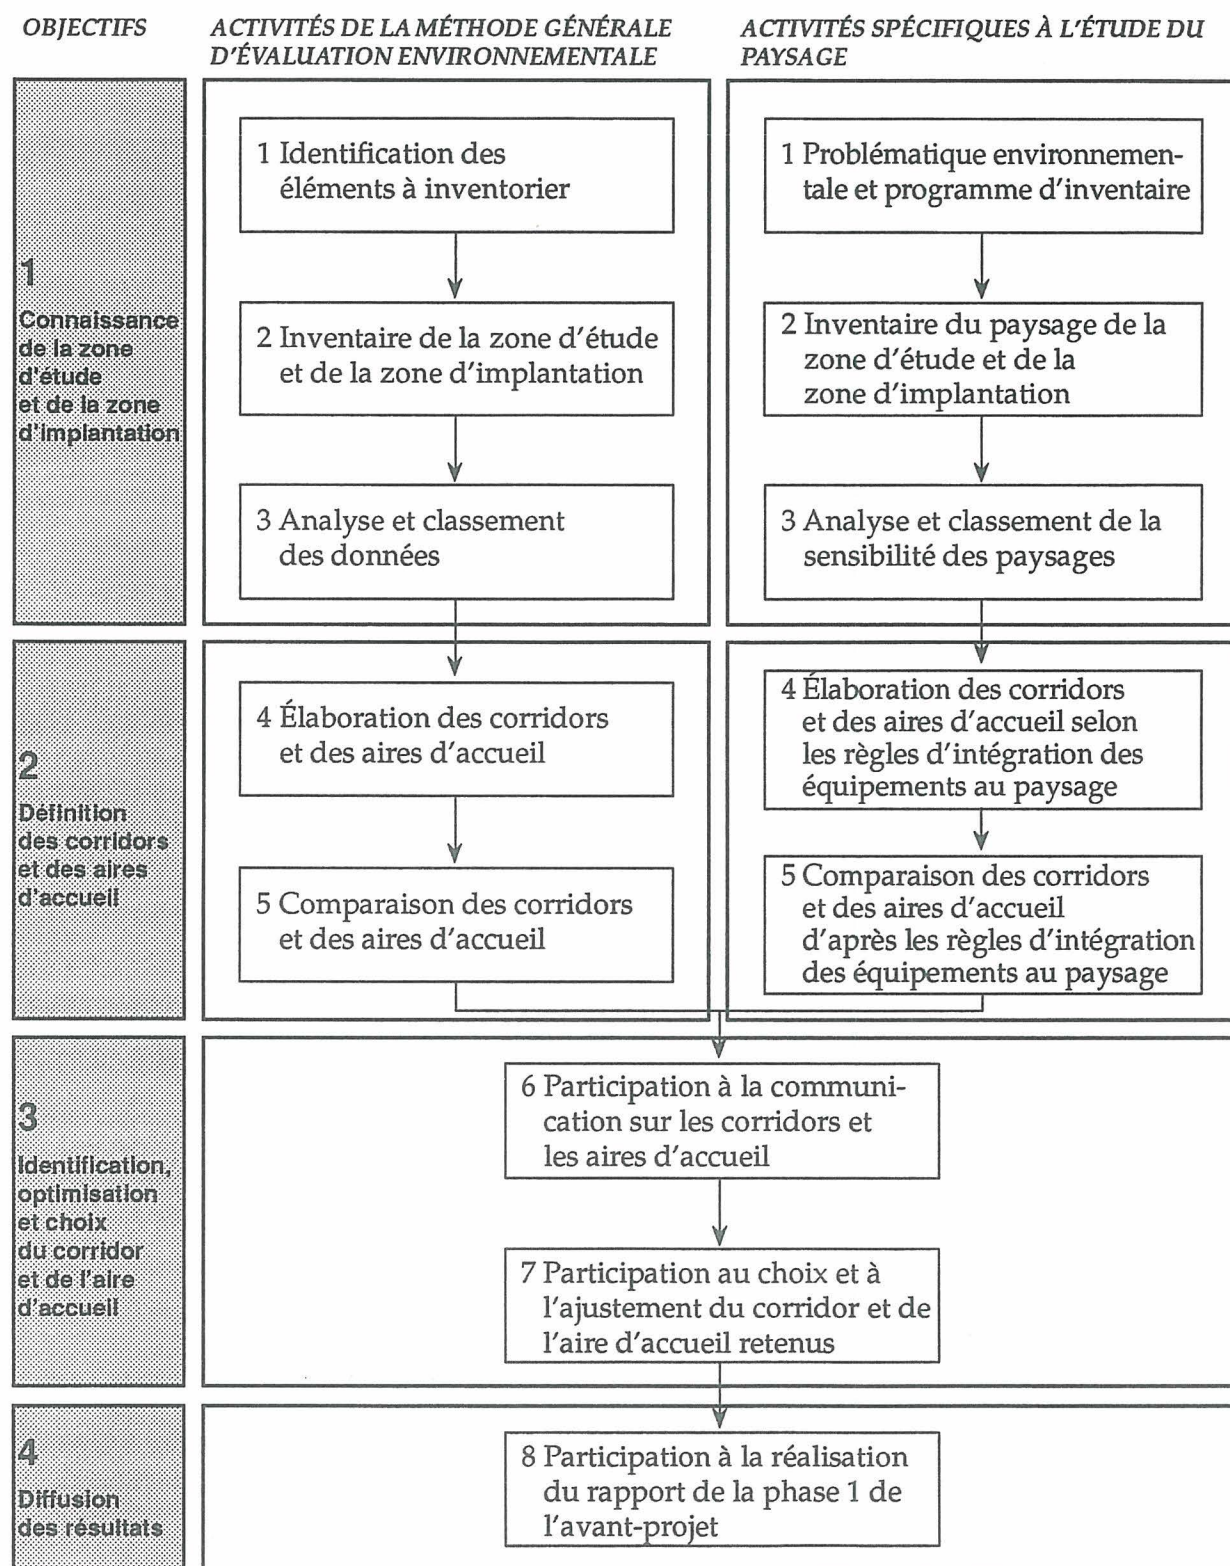 OBJECTIFS
ACTIVITÉS DE LA MÉTHODE GÉNÉRALE
D'ÉVALUATION ENVIRONNEMENTALE
ACTIVITÉS SPÉCIFIQUES À L'ÉTUDE DU
PAYSAGE
1
Connaissance
de la zone
d'étude
et de la zone
d'implantation
1 Identification des
éléments à inventorier
2 Inventaire de la zone d'étude
et de la zone d'implantation
3 Analyse et classement
des données
1 Problématique environnemen-
tale et programme d'inventaire
2 Inventaire du paysage de la
zone d'étude et de la
zone d'implantation
3 Analyse et classement de la
sensibilité des paysages
2
Définition
des corridors
et des aires
d'accueil
4 Élaboration des corridors
et des aires d'accueil
5 Comparaison des corridors
et des aires d'accueil
4 Élaboration des corridors
et des aires d'accueil selon
les règles d'intégration des
équipements au paysage
5 Comparaison des corridors
et des aires d'accueil
d'après les règles d'intégration
des équipements au paysage
3
Identification,
optimisation
et choix
du corridor
et de l'aire
d'accueil
6 Participation à la communi-
cation sur les corridors et
les aires d'accueil
7 Participation au choix et à
l'ajustement du corridor et de
l'aire d'accueil retenus
4
Diffusion
des résultats
8 Participation à la réalisation
du rapport de la phase 1 de
l'avant-projet